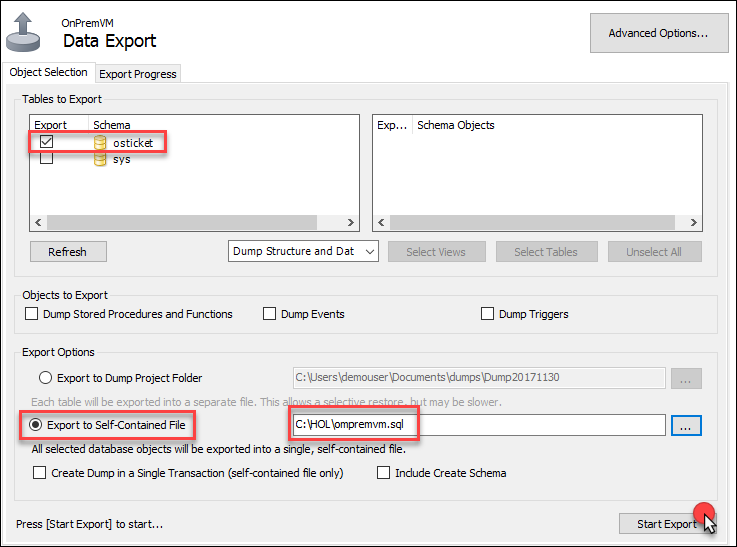 OnPremVM
Data Export
Advanced Options...
Object Selection
Export Progress
Tables to Export
Export Schema
osticket
sys
Exp... Schema Objects
Refresh
Dump Structure and Dat
Select Views
Select Tables
Unselect All
Objects to Export
Dump Stored Procedures and Functions
Dump Events
Dump Triggers
Export Options
Export to Dump Project Folder
C:\Users\demouser\Documents\dumps\Dump20171130
...
Each table will be exported into a separate file. This allows a selective restore, but may be slower.
Export to Self-Contained File
C:\HOL\ompremvm.sql
...
All selected database objects will be exported into a single, self-contained file.
Create Dump in a Single Transaction (self-contained file only)
Include Create Schema
Press [Start Export] to start...
Start Export